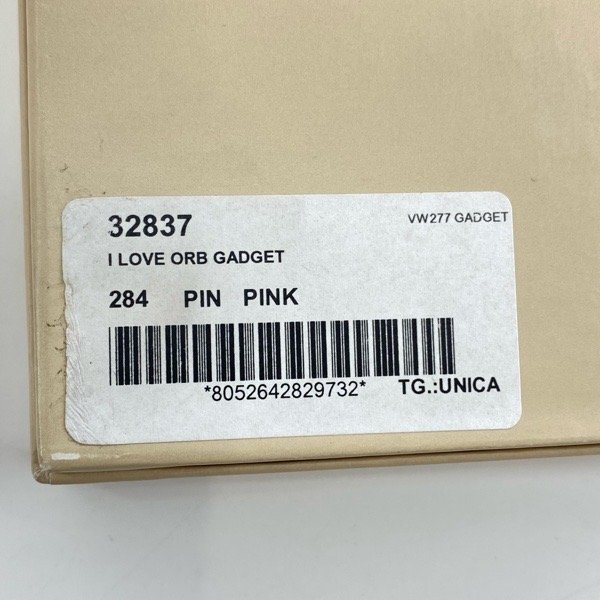 32837
VW277 GADGET
I LOVE ORB GADGET
284 PIN PINK
*8052642829732*
TG.:UNICA